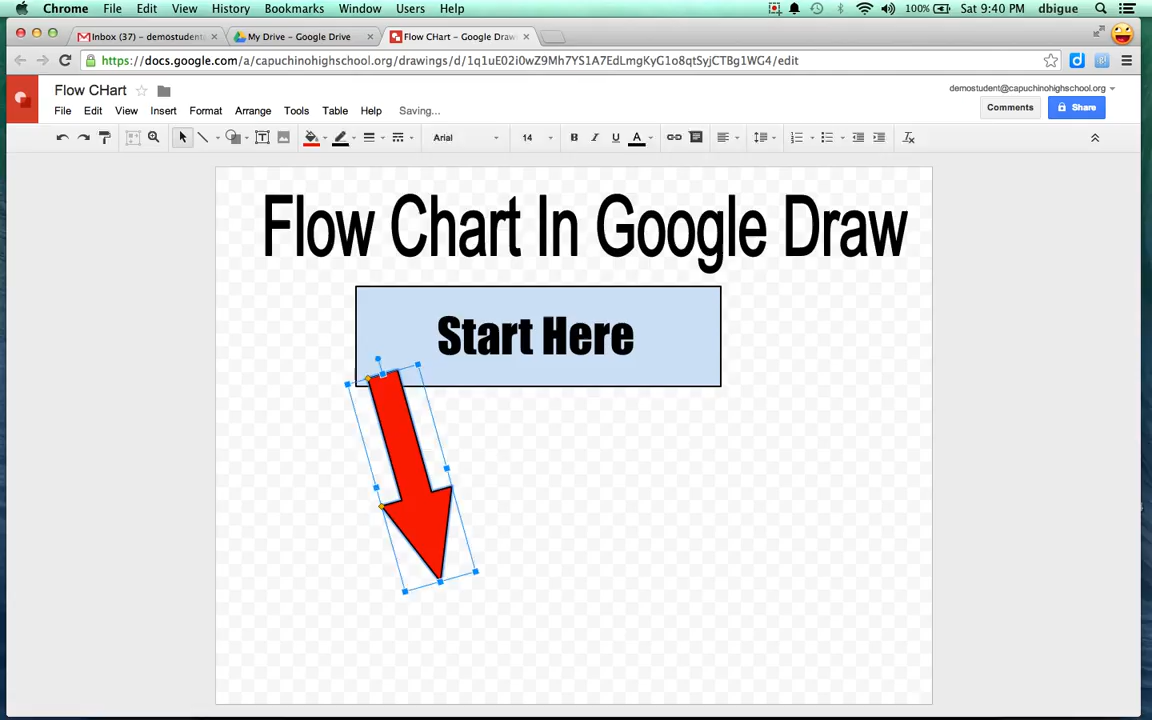 Chrome File Edit View History Bookmarks Window Users Help 100% Sat 9:40 PM dbigue
Inbox (37) – demostudent My Drive – Google Drive Flow CHart – Google Draw
https://docs.google.com/a/capuchinohighschool.org/drawings/d/1q1uE02i0wZ9Mh7YS1A7EdLmgKyG1o8qtSyjCTBg1WG4/edit
Flow CHart demostudent@capuchinohighschool.org
File Edit View Insert Format Arrange Tools Table Help Saving... Comments Share
Arial 14 B I U A
Flow Chart In Google Draw
Start Here